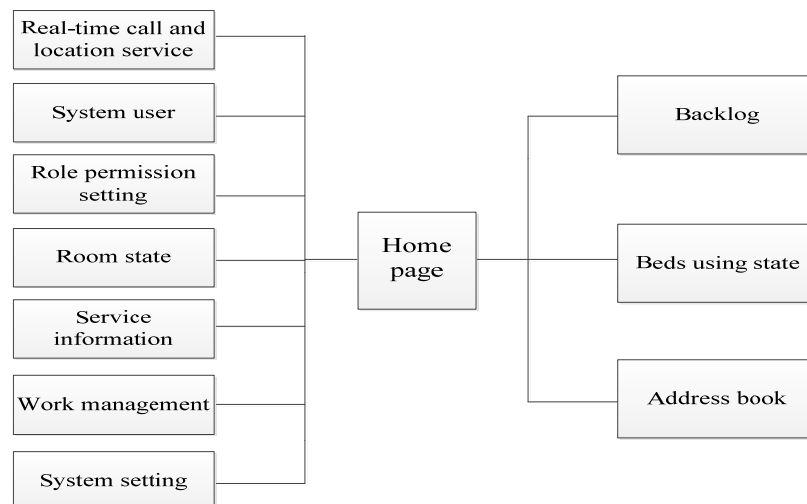 Real-time call and
location service
System user
Role permission
setting
Room state
Service
information
Work management
System setting
Home
page
Backlog
Beds using state
Address book